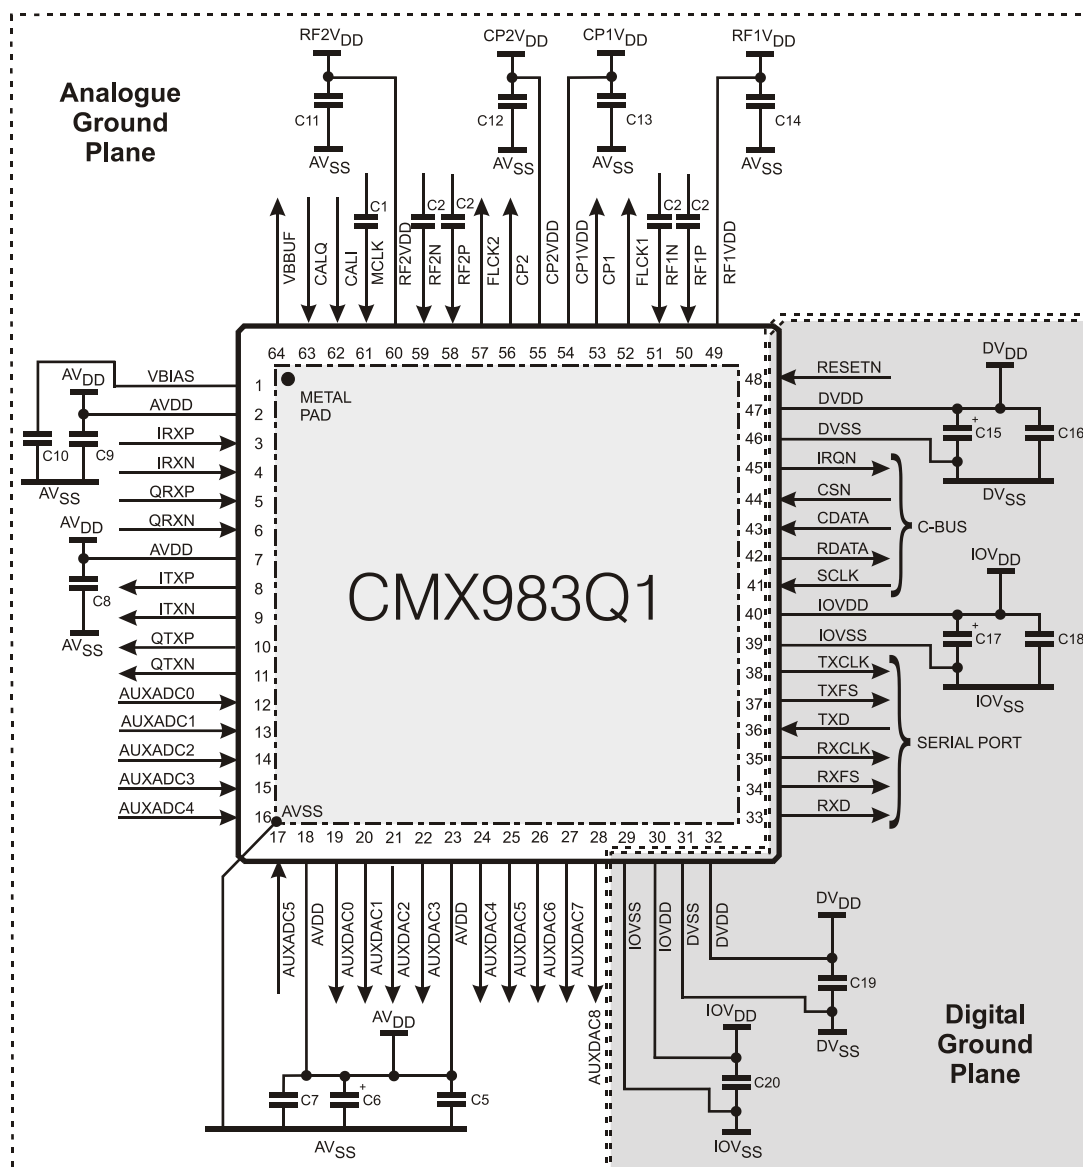 RF2VDD
CP2VDD
CP1VDD
RF1VDD
Analogue
Ground
Plane
C11
C12
C13
C14
AVSS
AVSS
AVSS
AVSS
VBBUF
CALQ
CALI
C1
MCLK
RF2VDD
C2
RF2N
C2
RF2P
FLCK2
CP2
CP2VDD
CP1VDD
CP1
FLCK1
C2
RF1N
C2
RF1P
RF1VDD
64 63 62 61 60 59 58 57 56 55 54 53 52 51 50 49
AVDD
VBIAS 1
AVDD 2
IRXP 3
IRXN 4
QRXP 5
QRXN 6
AVDD 7
ITXP 8
ITXN 9
QTXP 10
QTXN 11
AUXADC0 12
AUXADC1 13
AUXADC2 14
AUXADC3 15
AUXADC4 16
C10
C9
AVSS
AVDD
C8
AVSS
METAL
PAD
CMX983Q1
AVSS
48 RESETN
47 DVDD
46 DVSS
45 IRQN
44 CSN
43 CDATA
42 RDATA
41 SCLK
40 IOVDD
39 IOVSS
38 TXCLK
37 TXFS
36 TXD
35 RXCLK
34 RXFS
33 RXD
DVDD
+
C15
C16
DVSS
C-BUS
IOVDD
+
C17
C18
IOVSS
SERIAL PORT
17 18 19 20 21 22 23 24 25 26 27 28 29 30 31 32
AUXADC5
AVDD
AUXDAC0
AUXDAC1
AUXDAC2
AUXDAC3
AVDD
AUXDAC4
AUXDAC5
AUXDAC6
AUXDAC7
AUXDAC8
IOVSS
IOVDD
DVSS
DVDD
AVDD
C7
+
C6
C5
AVSS
DVDD
C19
DVSS
IOVDD
C20
IOVSS
Digital
Ground
Plane